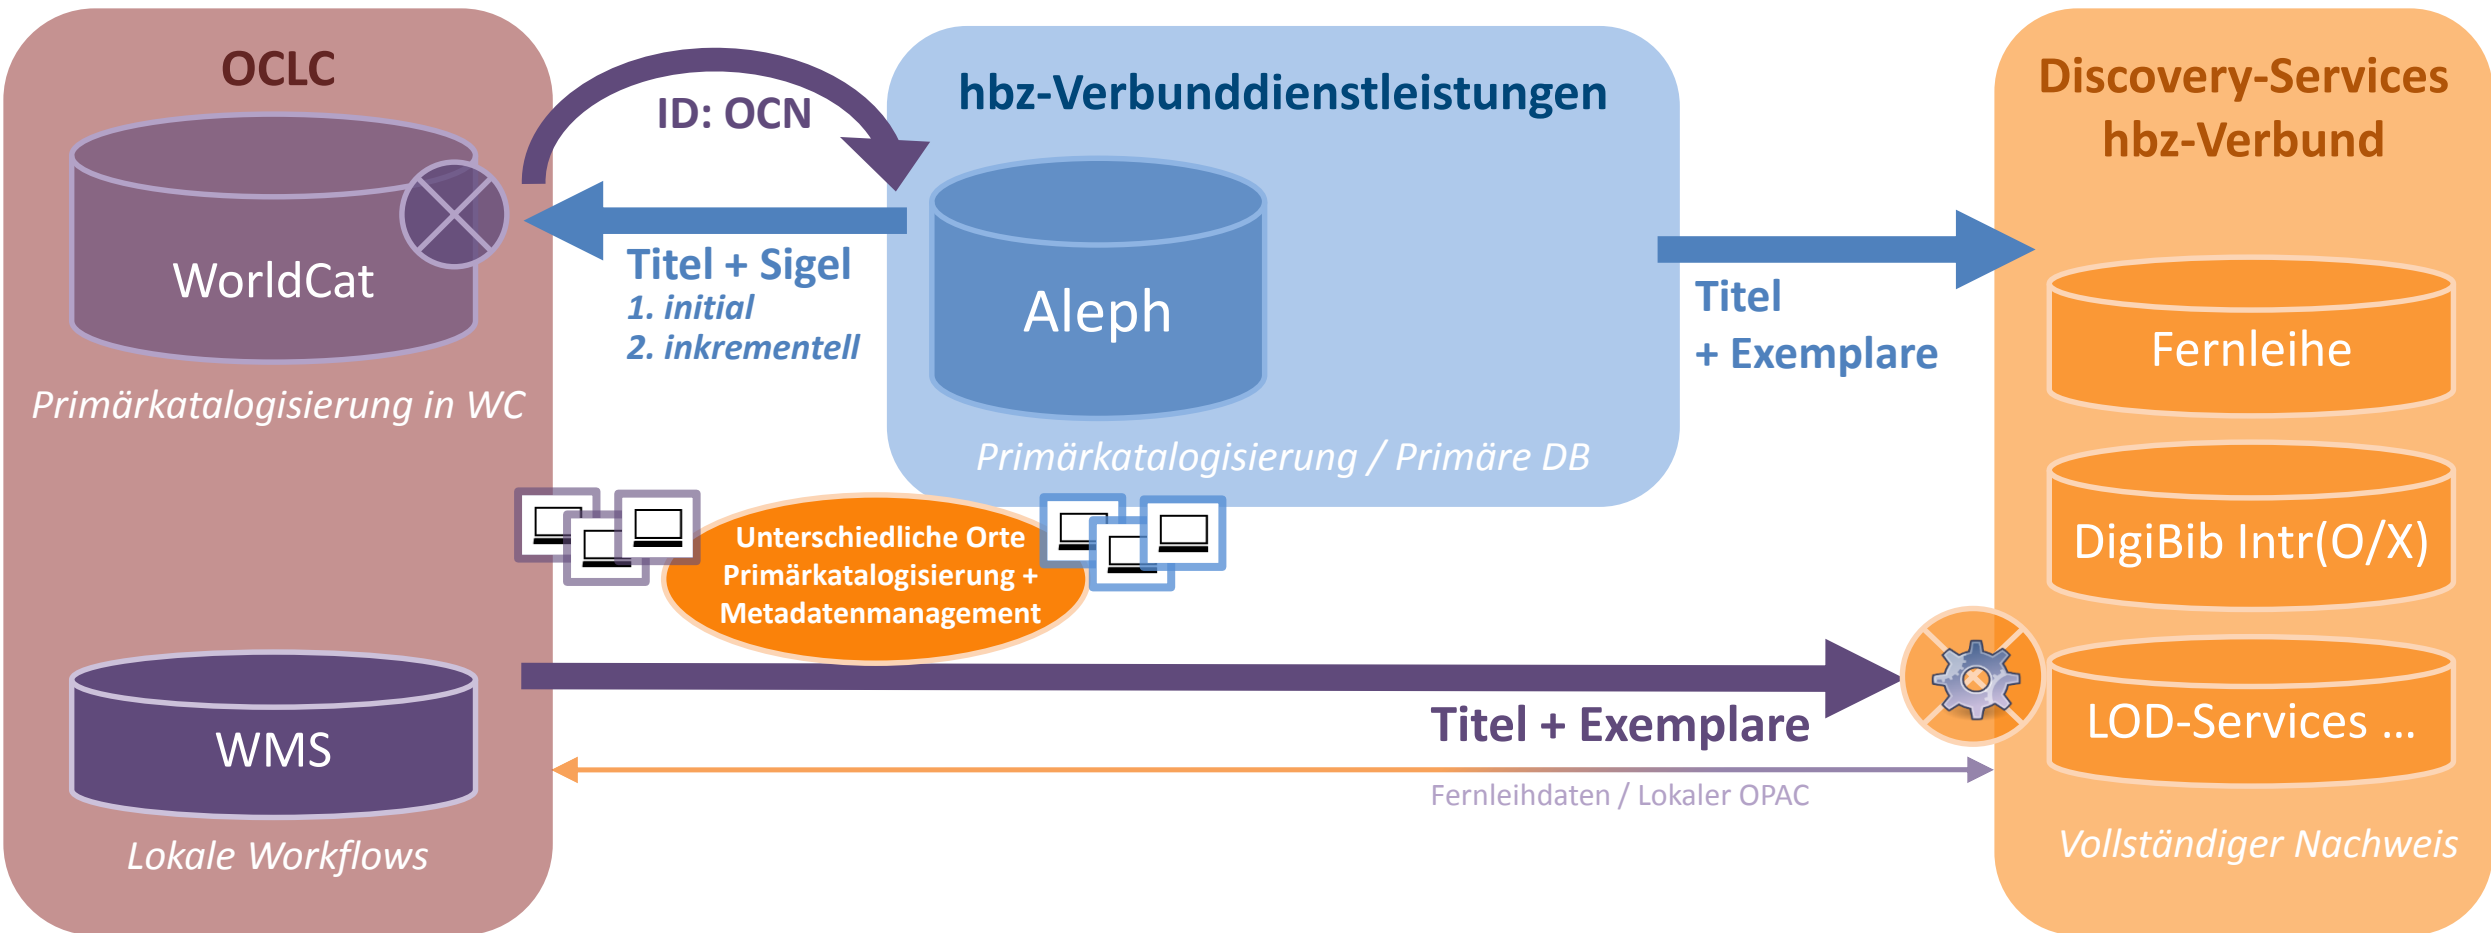 OCLC
WorldCat
Primärkatalogisierung in WC
WMS
Lokale Workflows
ID: OCN
Titel + Sigel
1. initial
2. inkrementell
hbz-Verbunddienstleistungen
Aleph
Primärkatalogisierung / Primäre DB
Unterschiedliche Orte
Primärkatalogisierung +
Metadatenmanagement
Titel
+ Exemplare
Titel + Exemplare
Fernleihdaten / Lokaler OPAC
Discovery-Services
hbz-Verbund
Fernleihe
DigiBib Intr(O/X)
LOD-Services ...
Vollständiger Nachweis